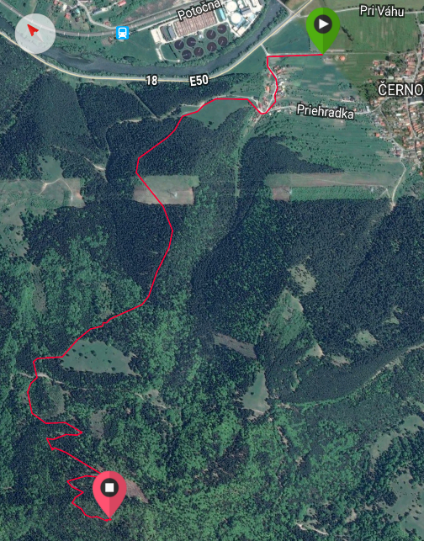 Potočná
Pri Váhu
18
E50
ČERNO
Priehradka